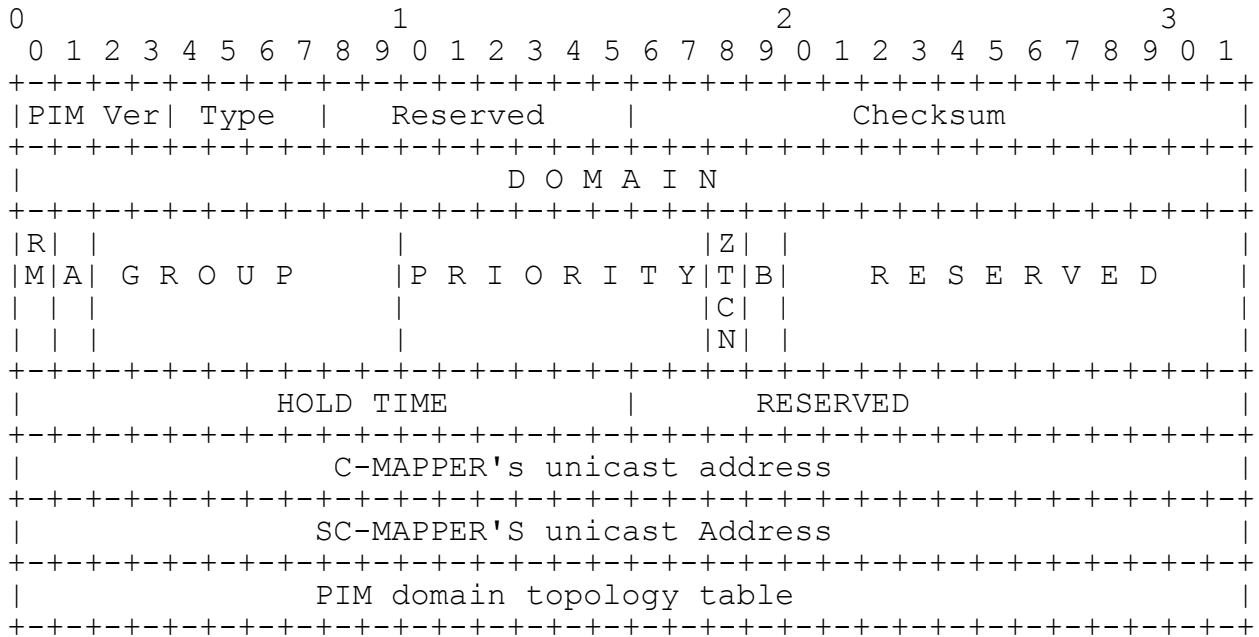 0                   1                   2                   3
 0 1 2 3 4 5 6 7 8 9 0 1 2 3 4 5 6 7 8 9 0 1 2 3 4 5 6 7 8 9 0 1
+-+-+-+-+-+-+-+-+-+-+-+-+-+-+-+-+-+-+-+-+-+-+-+-+-+-+-+-+-+-+-+-+
|PIM Ver| Type  |   Reserved    |           Checksum            |
+-+-+-+-+-+-+-+-+-+-+-+-+-+-+-+-+-+-+-+-+-+-+-+-+-+-+-+-+-+-+-+-+
|                         D O M A I N                           |
+-+-+-+-+-+-+-+-+-+-+-+-+-+-+-+-+-+-+-+-+-+-+-+-+-+-+-+-+-+-+-+-+
|R| |               |               |Z| |                       |
|M|A| G R O U P     |P R I O R I T Y|T|B|    R E S E R V E D    |
| | |               |               |C| |                       |
| | |               |               |N| |                       |
+-+-+-+-+-+-+-+-+-+-+-+-+-+-+-+-+-+-+-+-+-+-+-+-+-+-+-+-+-+-+-+-+
|             HOLD TIME         |      RESERVED                 |
+-+-+-+-+-+-+-+-+-+-+-+-+-+-+-+-+-+-+-+-+-+-+-+-+-+-+-+-+-+-+-+-+
|                C-MAPPER's unicast address                     |
+-+-+-+-+-+-+-+-+-+-+-+-+-+-+-+-+-+-+-+-+-+-+-+-+-+-+-+-+-+-+-+-+
|               SC-MAPPER'S unicast Address                     |
+-+-+-+-+-+-+-+-+-+-+-+-+-+-+-+-+-+-+-+-+-+-+-+-+-+-+-+-+-+-+-+-+
|               PIM domain topology table                       |
+-+-+-+-+-+-+-+-+-+-+-+-+-+-+-+-+-+-+-+-+-+-+-+-+-+-+-+-+-+-+-+-+